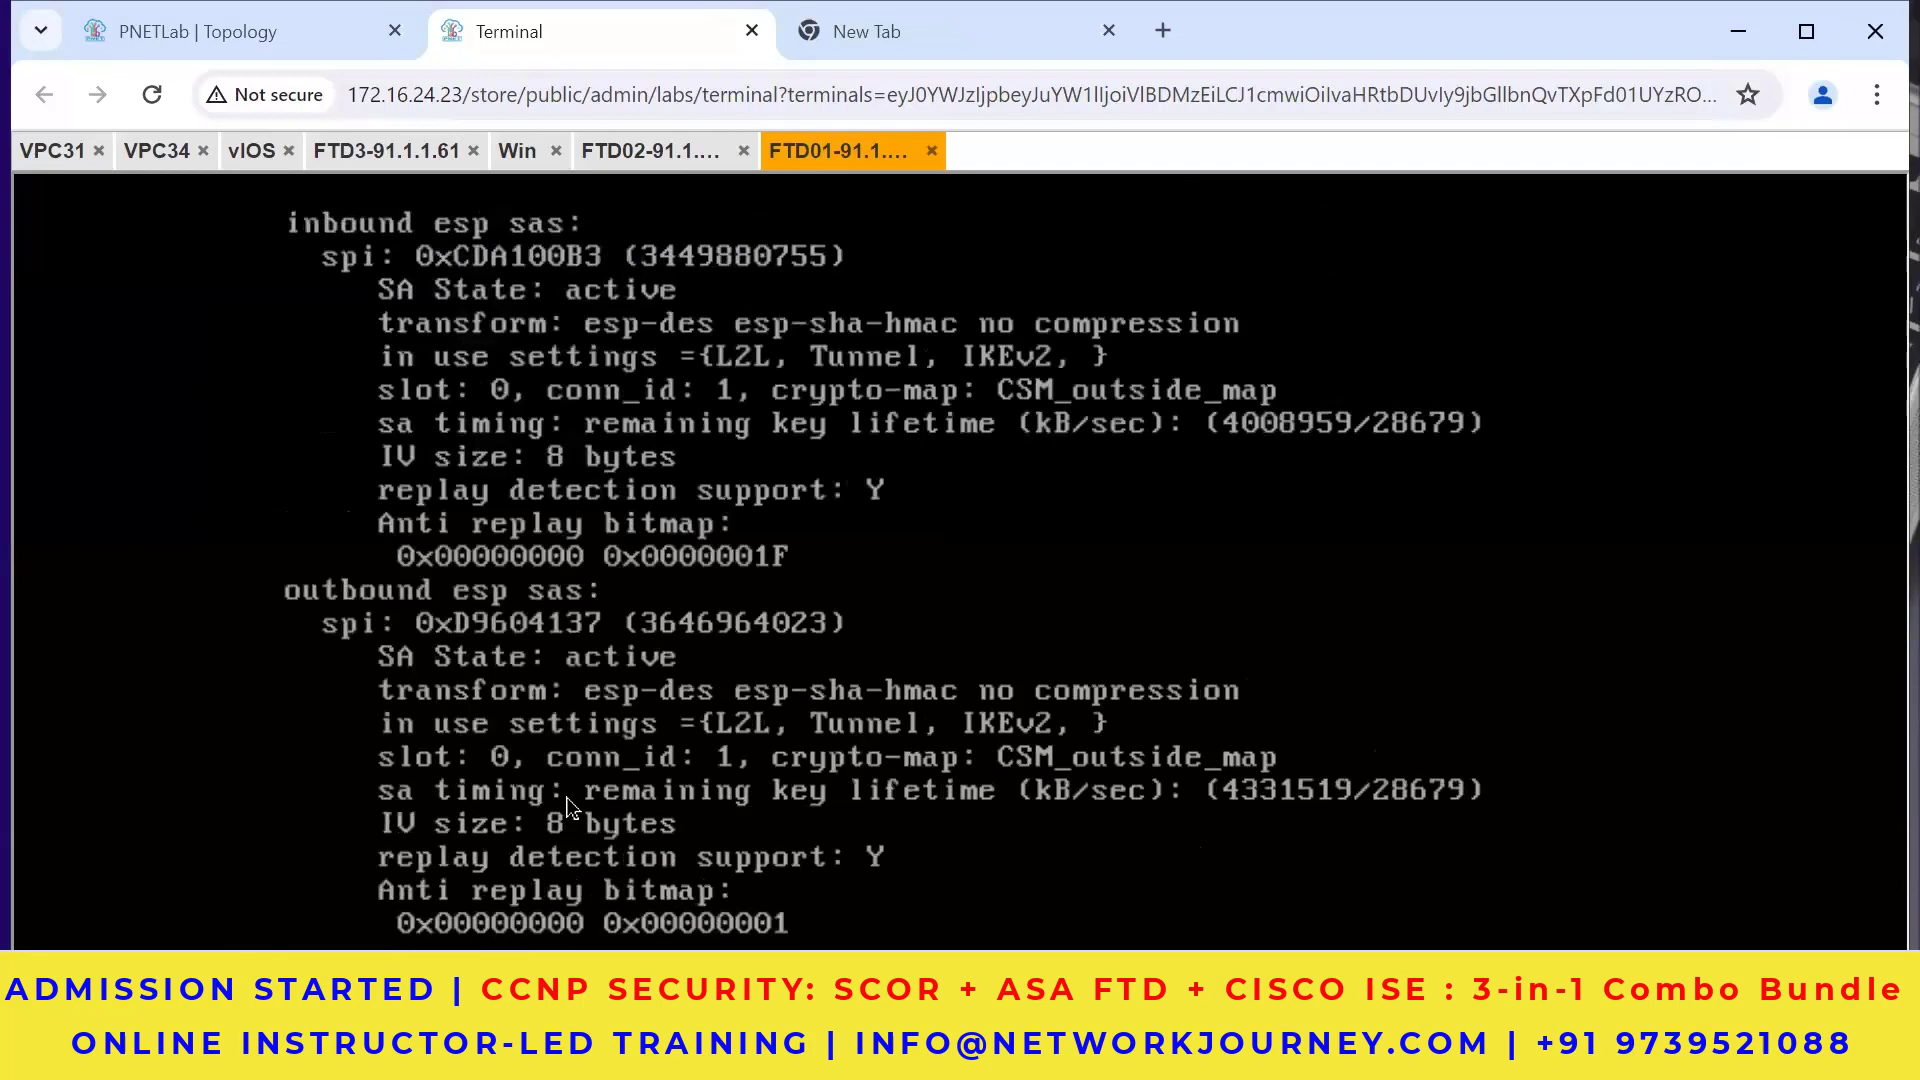 PNETLab | Topology
Terminal
New Tab
Not secure
172.16.24.23/store/public/admin/labs/terminal?terminals=eyJ0YWJzIjpbeyJuYW1lIjoiVlBDMzEiLCJ1cmwiOiIvaHRtbDUvIy9jbGllbnQvTXpFd01UYzRO...
VPC31 VPC34 vIOS FTD3-91.1.1.61 Win FTD02-91.1.... FTD01-91.1....
inbound esp sas:
spi: 0xCDA100B3 (3449880755)
SA State: active
transform: esp-des esp-sha-hmac no compression
in use settings ={L2L, Tunnel, IKEv2, }
slot: 0, conn_id: 1, crypto-map: CSM_outside_map
sa timing: remaining key lifetime (kB/sec): (4008959/28679)
IV size: 8 bytes
replay detection support: Y
Anti replay bitmap:
0x00000000 0x0000001F
outbound esp sas:
spi: 0xD9604137 (3646964023)
SA State: active
transform: esp-des esp-sha-hmac no compression
in use settings ={L2L, Tunnel, IKEv2, }
slot: 0, conn_id: 1, crypto-map: CSM_outside_map
sa timing: remaining key lifetime (kB/sec): (4331519/28679)
IV size: 8 bytes
replay detection support: Y
Anti replay bitmap:
0x00000000 0x00000001
ADMISSION STARTED | CCNP SECURITY: SCOR + ASA FTD + CISCO ISE : 3-in-1 Combo Bundle
ONLINE INSTRUCTOR-LED TRAINING | INFO@NETWORKJOURNEY.COM | +91 9739521088